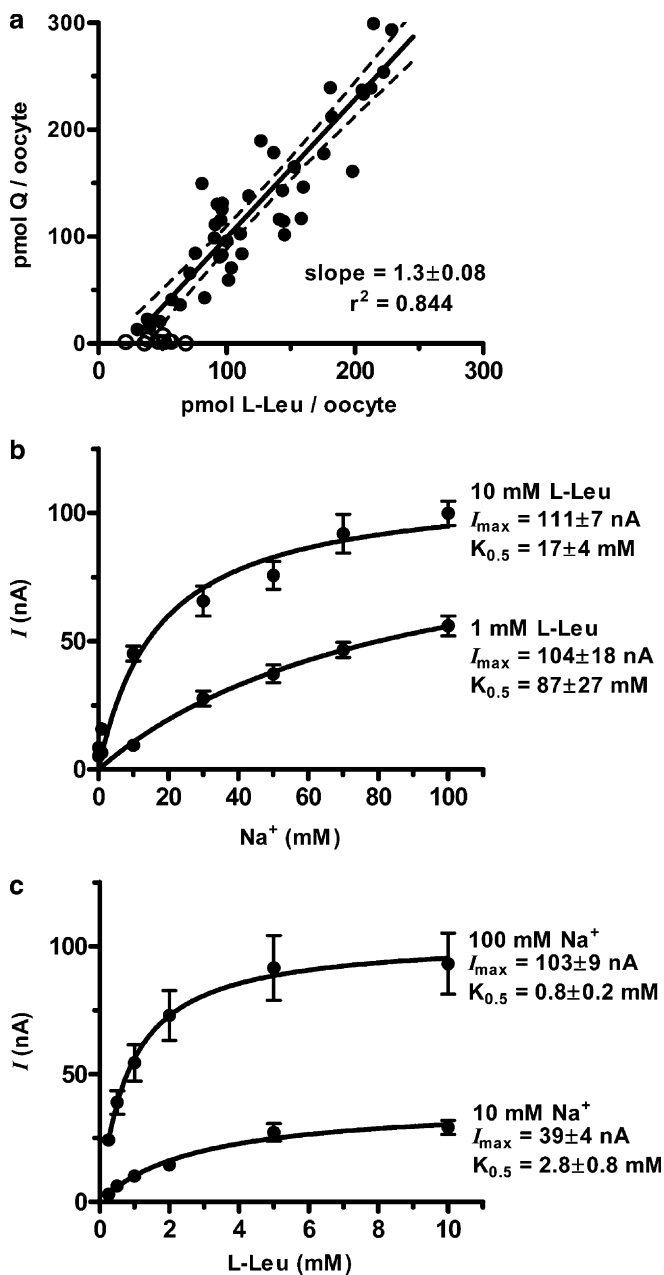 a
300
200
100
0
pmol Q / oocyte
slope = 1.3±0.08
r² = 0.844
0 100 200 300
pmol L-Leu / oocyte
b
100
50
0
I (nA)
10 mM L-Leu
Imax = 111±7 nA
K0.5 = 17±4 mM
1 mM L-Leu
Imax = 104±18 nA
K0.5 = 87±27 mM
0 20 40 60 80 100
Na⁺ (mM)
c
100
50
0
I (nA)
100 mM Na⁺
Imax = 103±9 nA
K0.5 = 0.8±0.2 mM
10 mM Na⁺
Imax = 39±4 nA
K0.5 = 2.8±0.8 mM
0 2 4 6 8 10
L-Leu (mM)